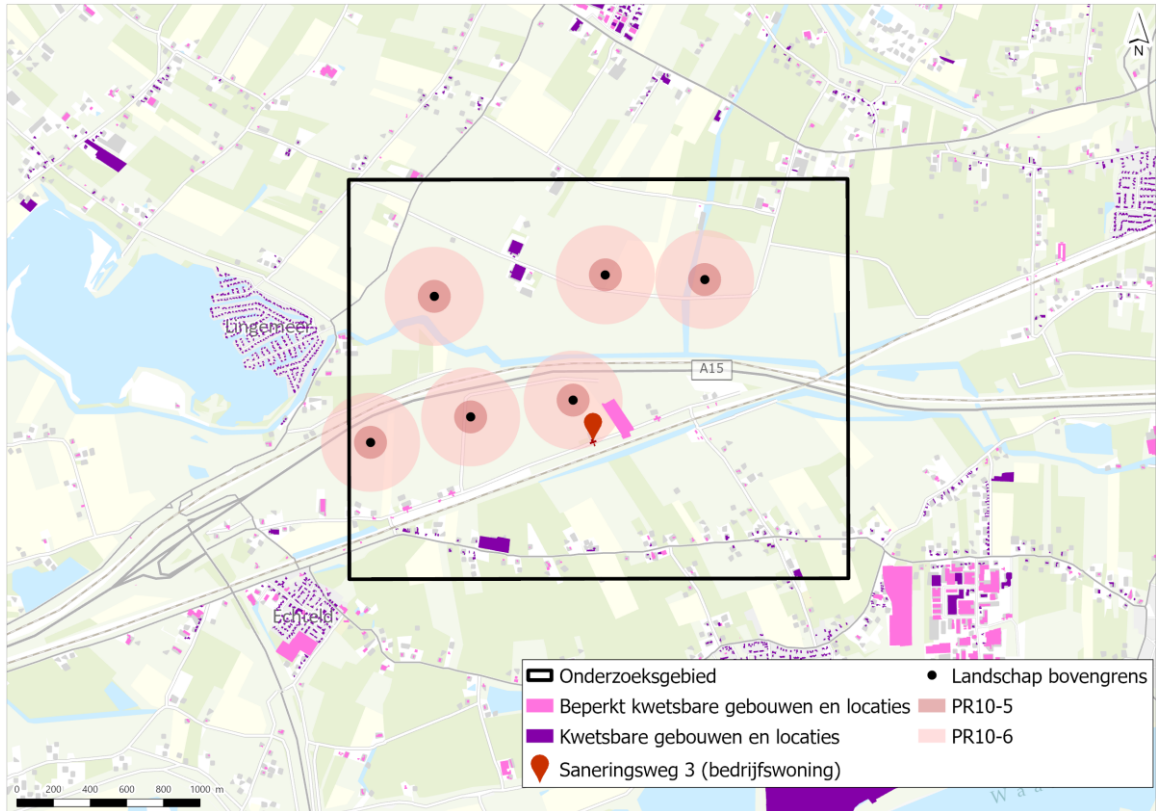 N
Lingemeer
A15
Echteld
Onderzoeksgebied
Beperkt kwetsbare gebouwen en locaties
Kwetsbare gebouwen en locaties
Saneringsweg 3 (bedrijfswoning)
Landschap bovengrens
PR10-5
PR10-6
0 200 400 600 800 1000 m
Waa